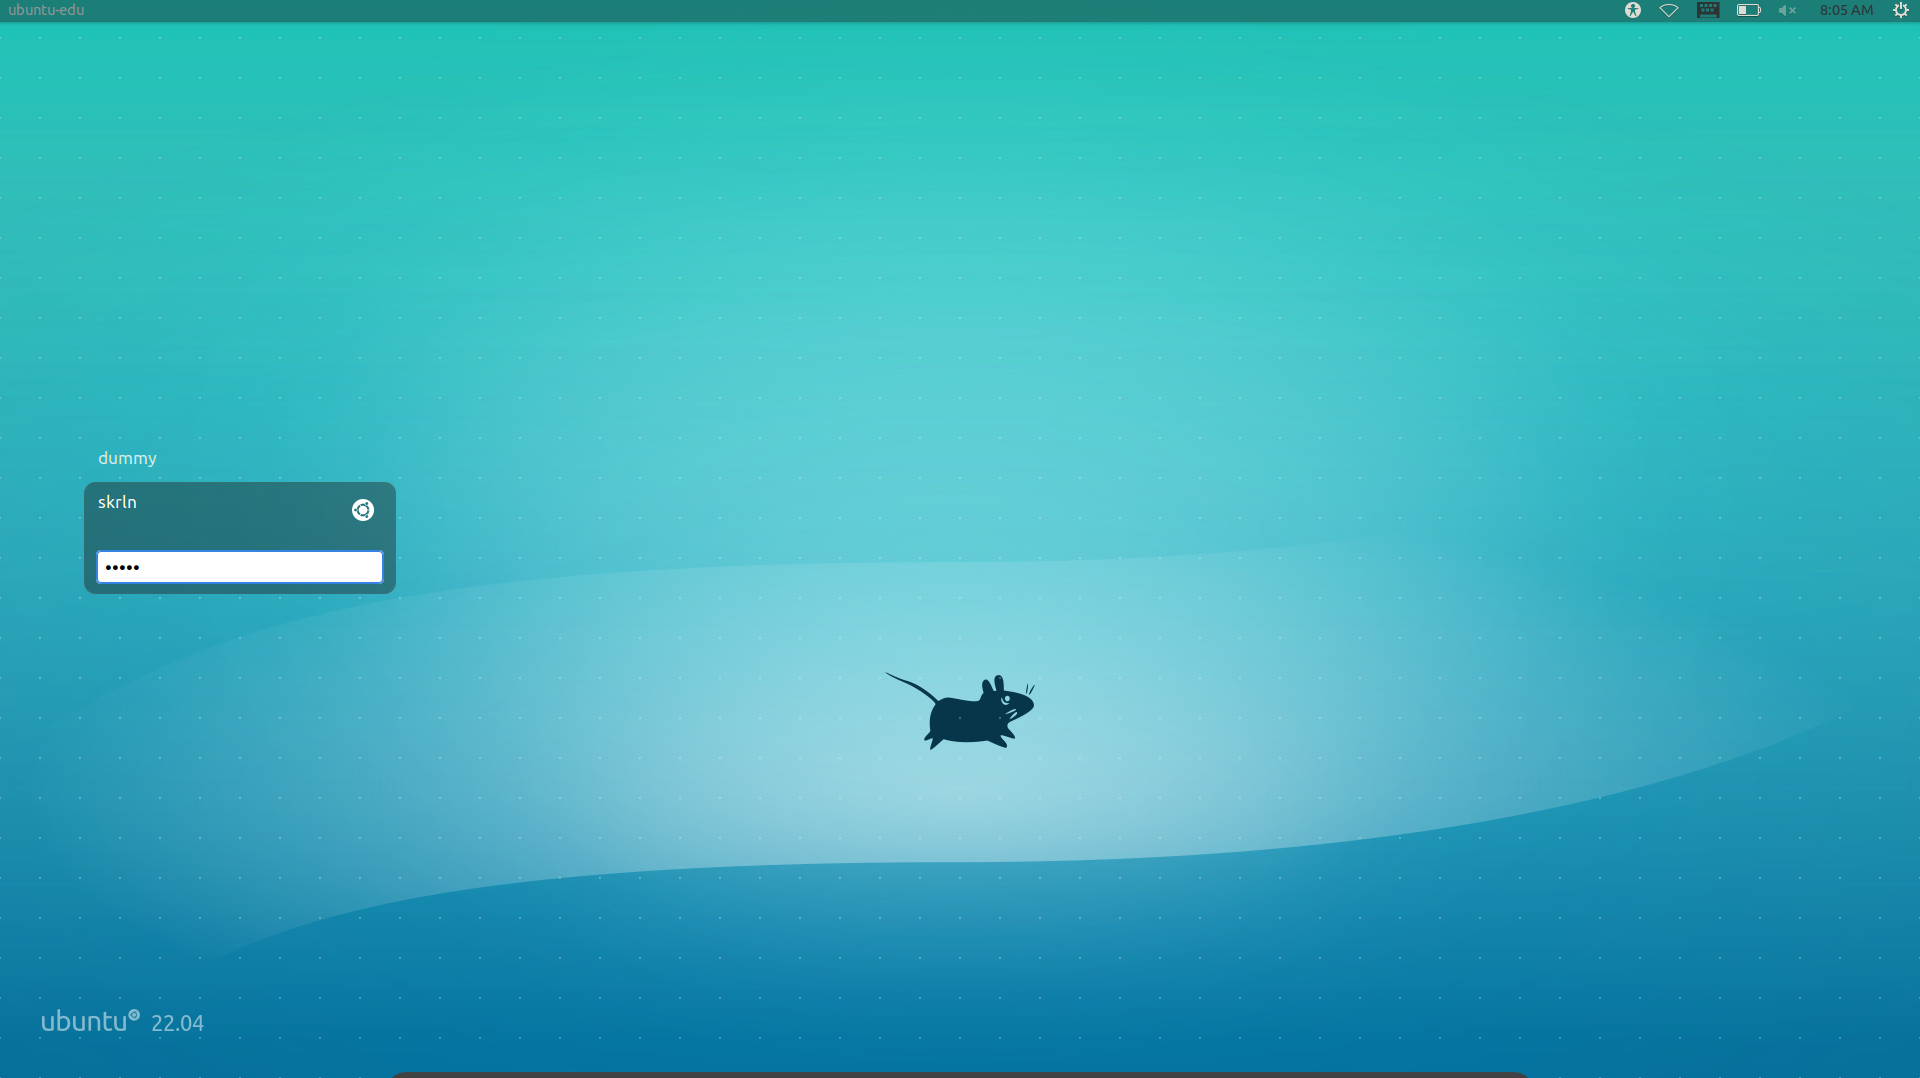 ubuntu-edu
8:05 AM
dummy
skrln
•••••
ubuntu 22.04